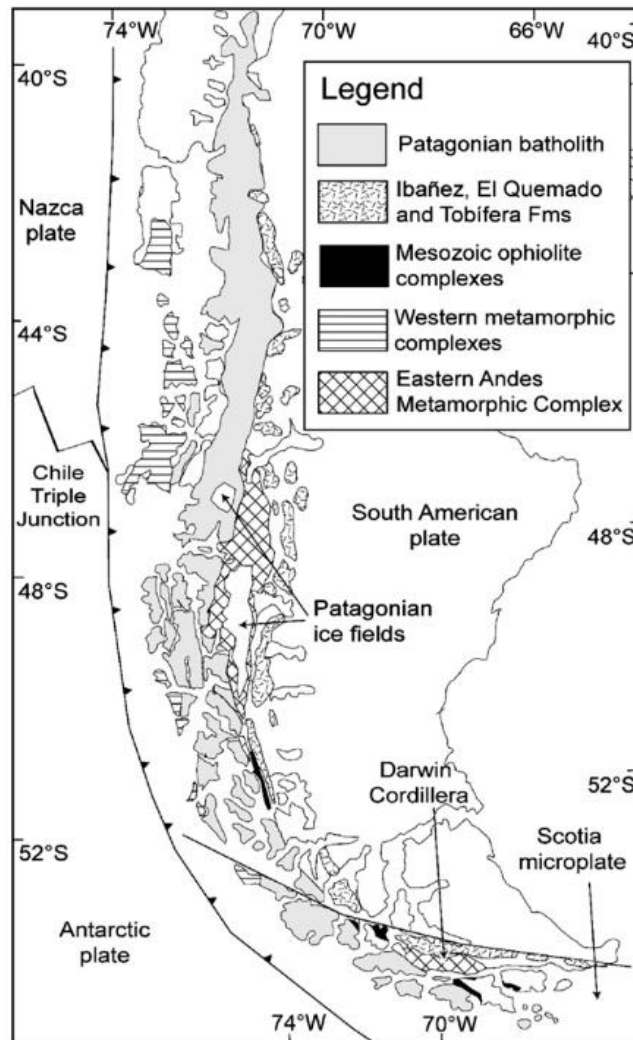 74°W
70°W
66°W
40°S
40°S
Legend
Patagonian batholith
Ibañez, El Quemado
and Tobifera Fms
Mesozoic ophiolite
complexes
Western metamorphic
complexes
Eastern Andes
Metamorphic Complex
Nazca
plate
44°S
Chile
Triple
Junction
South American
plate
48°S
48°S
Patagonian
ice fields
Darwin
Cordillera
52°S
52°S
Scotia
microplate
Antarctic
plate
74°W
70°W